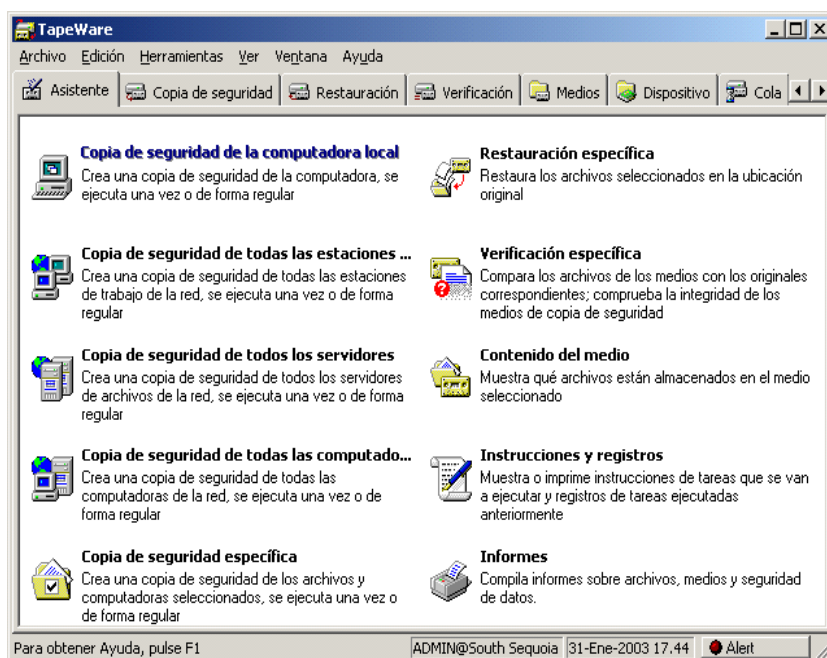 TapeWare
Archivo Edición Herramientas Ver Ventana Ayuda
Asistente Copia de seguridad Restauración Verificación Medios Dispositivo Cola
Copia de seguridad de la computadora local
Crea una copia de seguridad de la computadora, se
ejecuta una vez o de forma regular
Copia de seguridad de todas las estaciones ...
Crea una copia de seguridad de todas las estaciones
de trabajo de la red, se ejecuta una vez o de forma
regular
Copia de seguridad de todos los servidores
Crea una copia de seguridad de todos los servidores
de archivos de la red, se ejecuta una vez o de forma
regular
Copia de seguridad de todas las computado...
Crea una copia de seguridad de todas las
computadoras de la red, se ejecuta una vez o de
forma regular
Copia de seguridad específica
Crea una copia de seguridad de los archivos y
computadoras seleccionados, se ejecuta una vez o
de forma regular
Restauración específica
Restaura los archivos seleccionados en la ubicación
original
Verificación específica
Compara los archivos de los medios con los originales
correspondientes; comprueba la integridad de los
medios de copia de seguridad
Contenido del medio
Muestra qué archivos están almacenados en el medio
seleccionado
Instrucciones y registros
Muestra o imprime instrucciones de tareas que se van
a ejecutar y registros de tareas ejecutadas
anteriormente
Informes
Compila informes sobre archivos, medios y seguridad
de datos.
Para obtener Ayuda, pulse F1 ADMIN@South Sequoia 31-Ene-2003 17.44 Alert